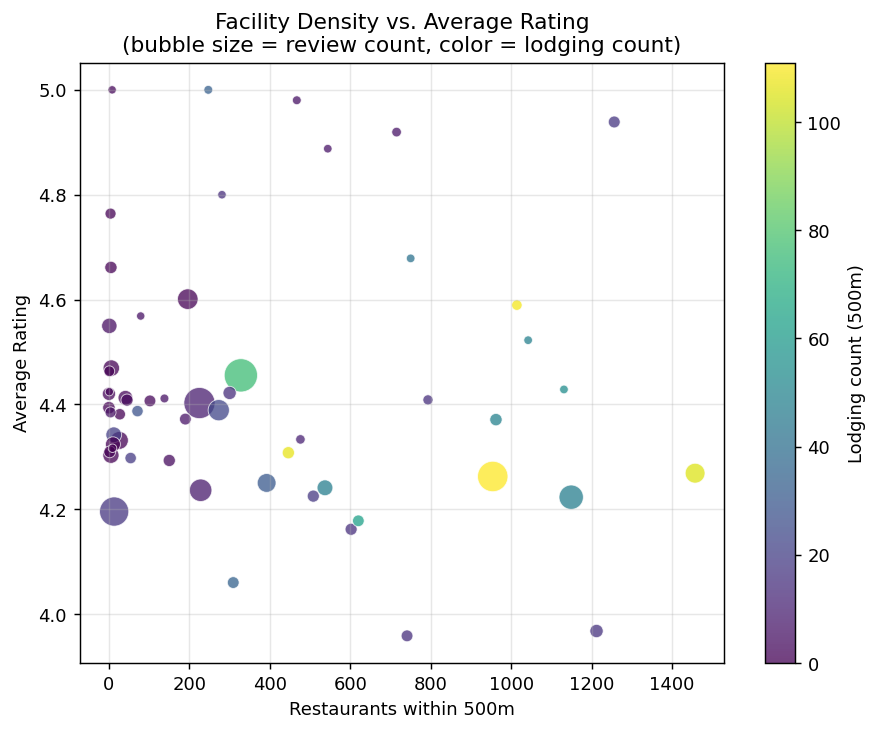 Facility Density vs. Average Rating
(bubble size = review count, color = lodging count)
Average Rating
5.0
4.8
4.6
4.4
4.2
4.0
0 200 400 600 800 1000 1200 1400
Restaurants within 500m
100
80
60
40
20
0
Lodging count (500m)